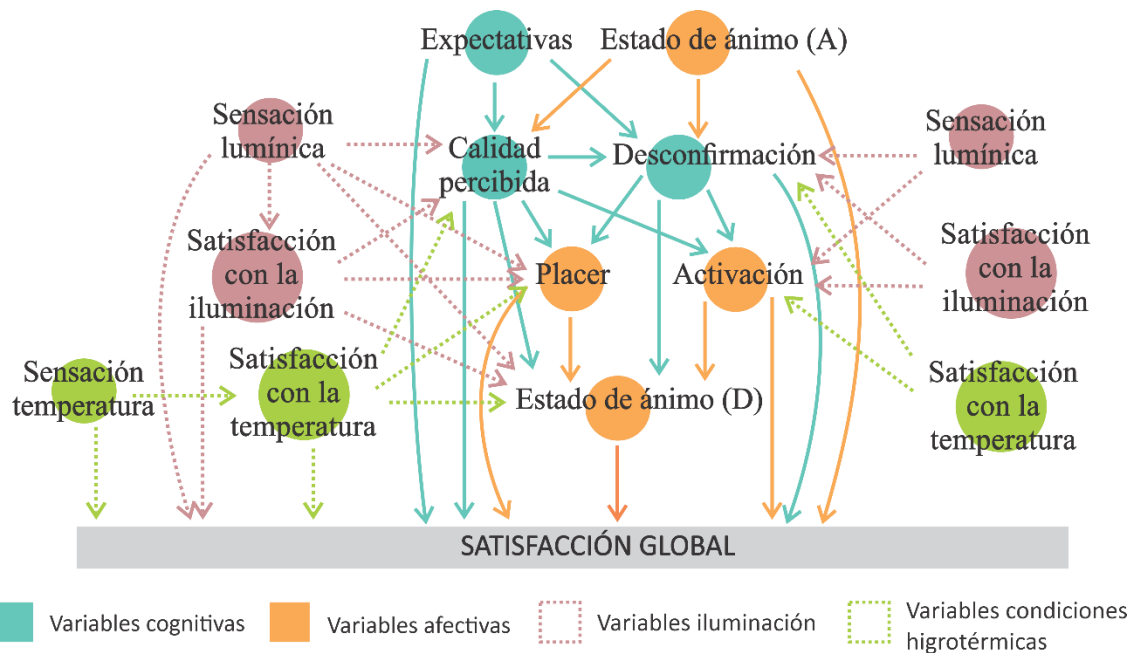 Expectativas
Estado de ánimo (A)
Sensación
lumínica
Calidad
percibida
Desconfirmación
Sensación
lumínica
Satisfacción
con la
iluminación
Placer
Activación
Satisfacción
con la
iluminación
Sensación
temperatura
Satisfacción
con la
temperatura
Estado de ánimo (D)
Satisfacción
con la
temperatura
SATISFACCIÓN GLOBAL
Variables cognitivas
Variables afectivas
Variables iluminación
Variables condiciones
higrotérmicas